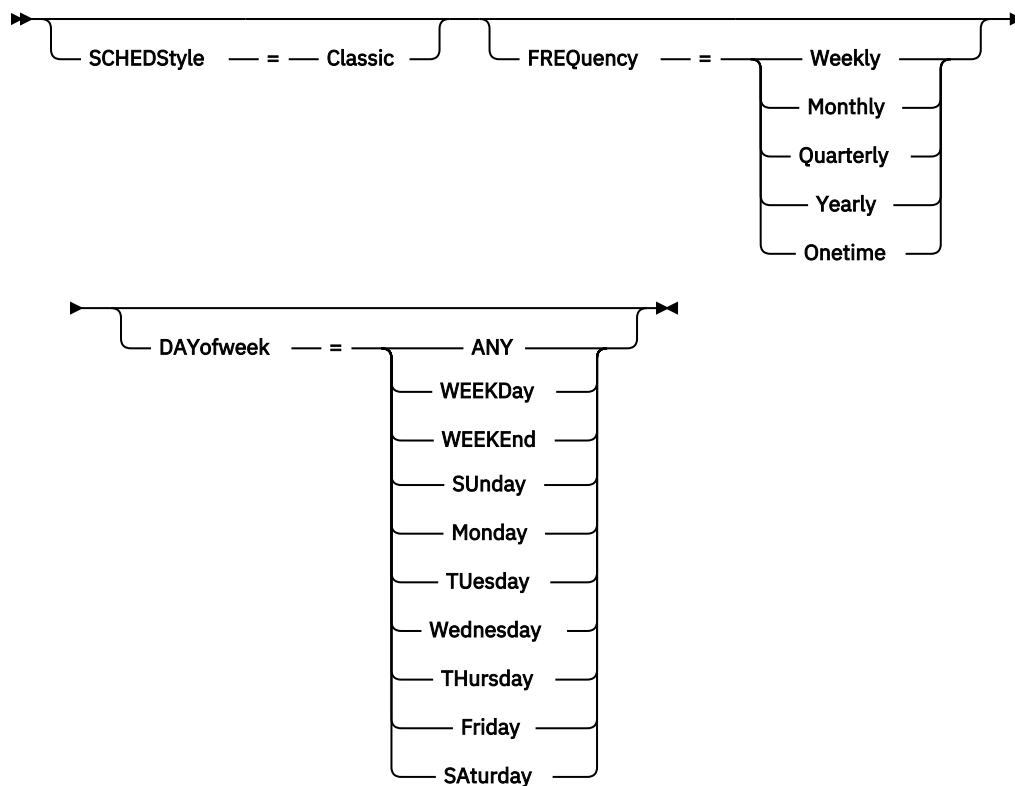 SCHEDStyle = Classic FREQuency = Weekly
Monthly
Quarterly
Yearly
Onetime
DAYofweek = ANY
WEEKDay
WEEKEnd
SUnday
Monday
TUesday
Wednesday
THursday
Friday
SAturday